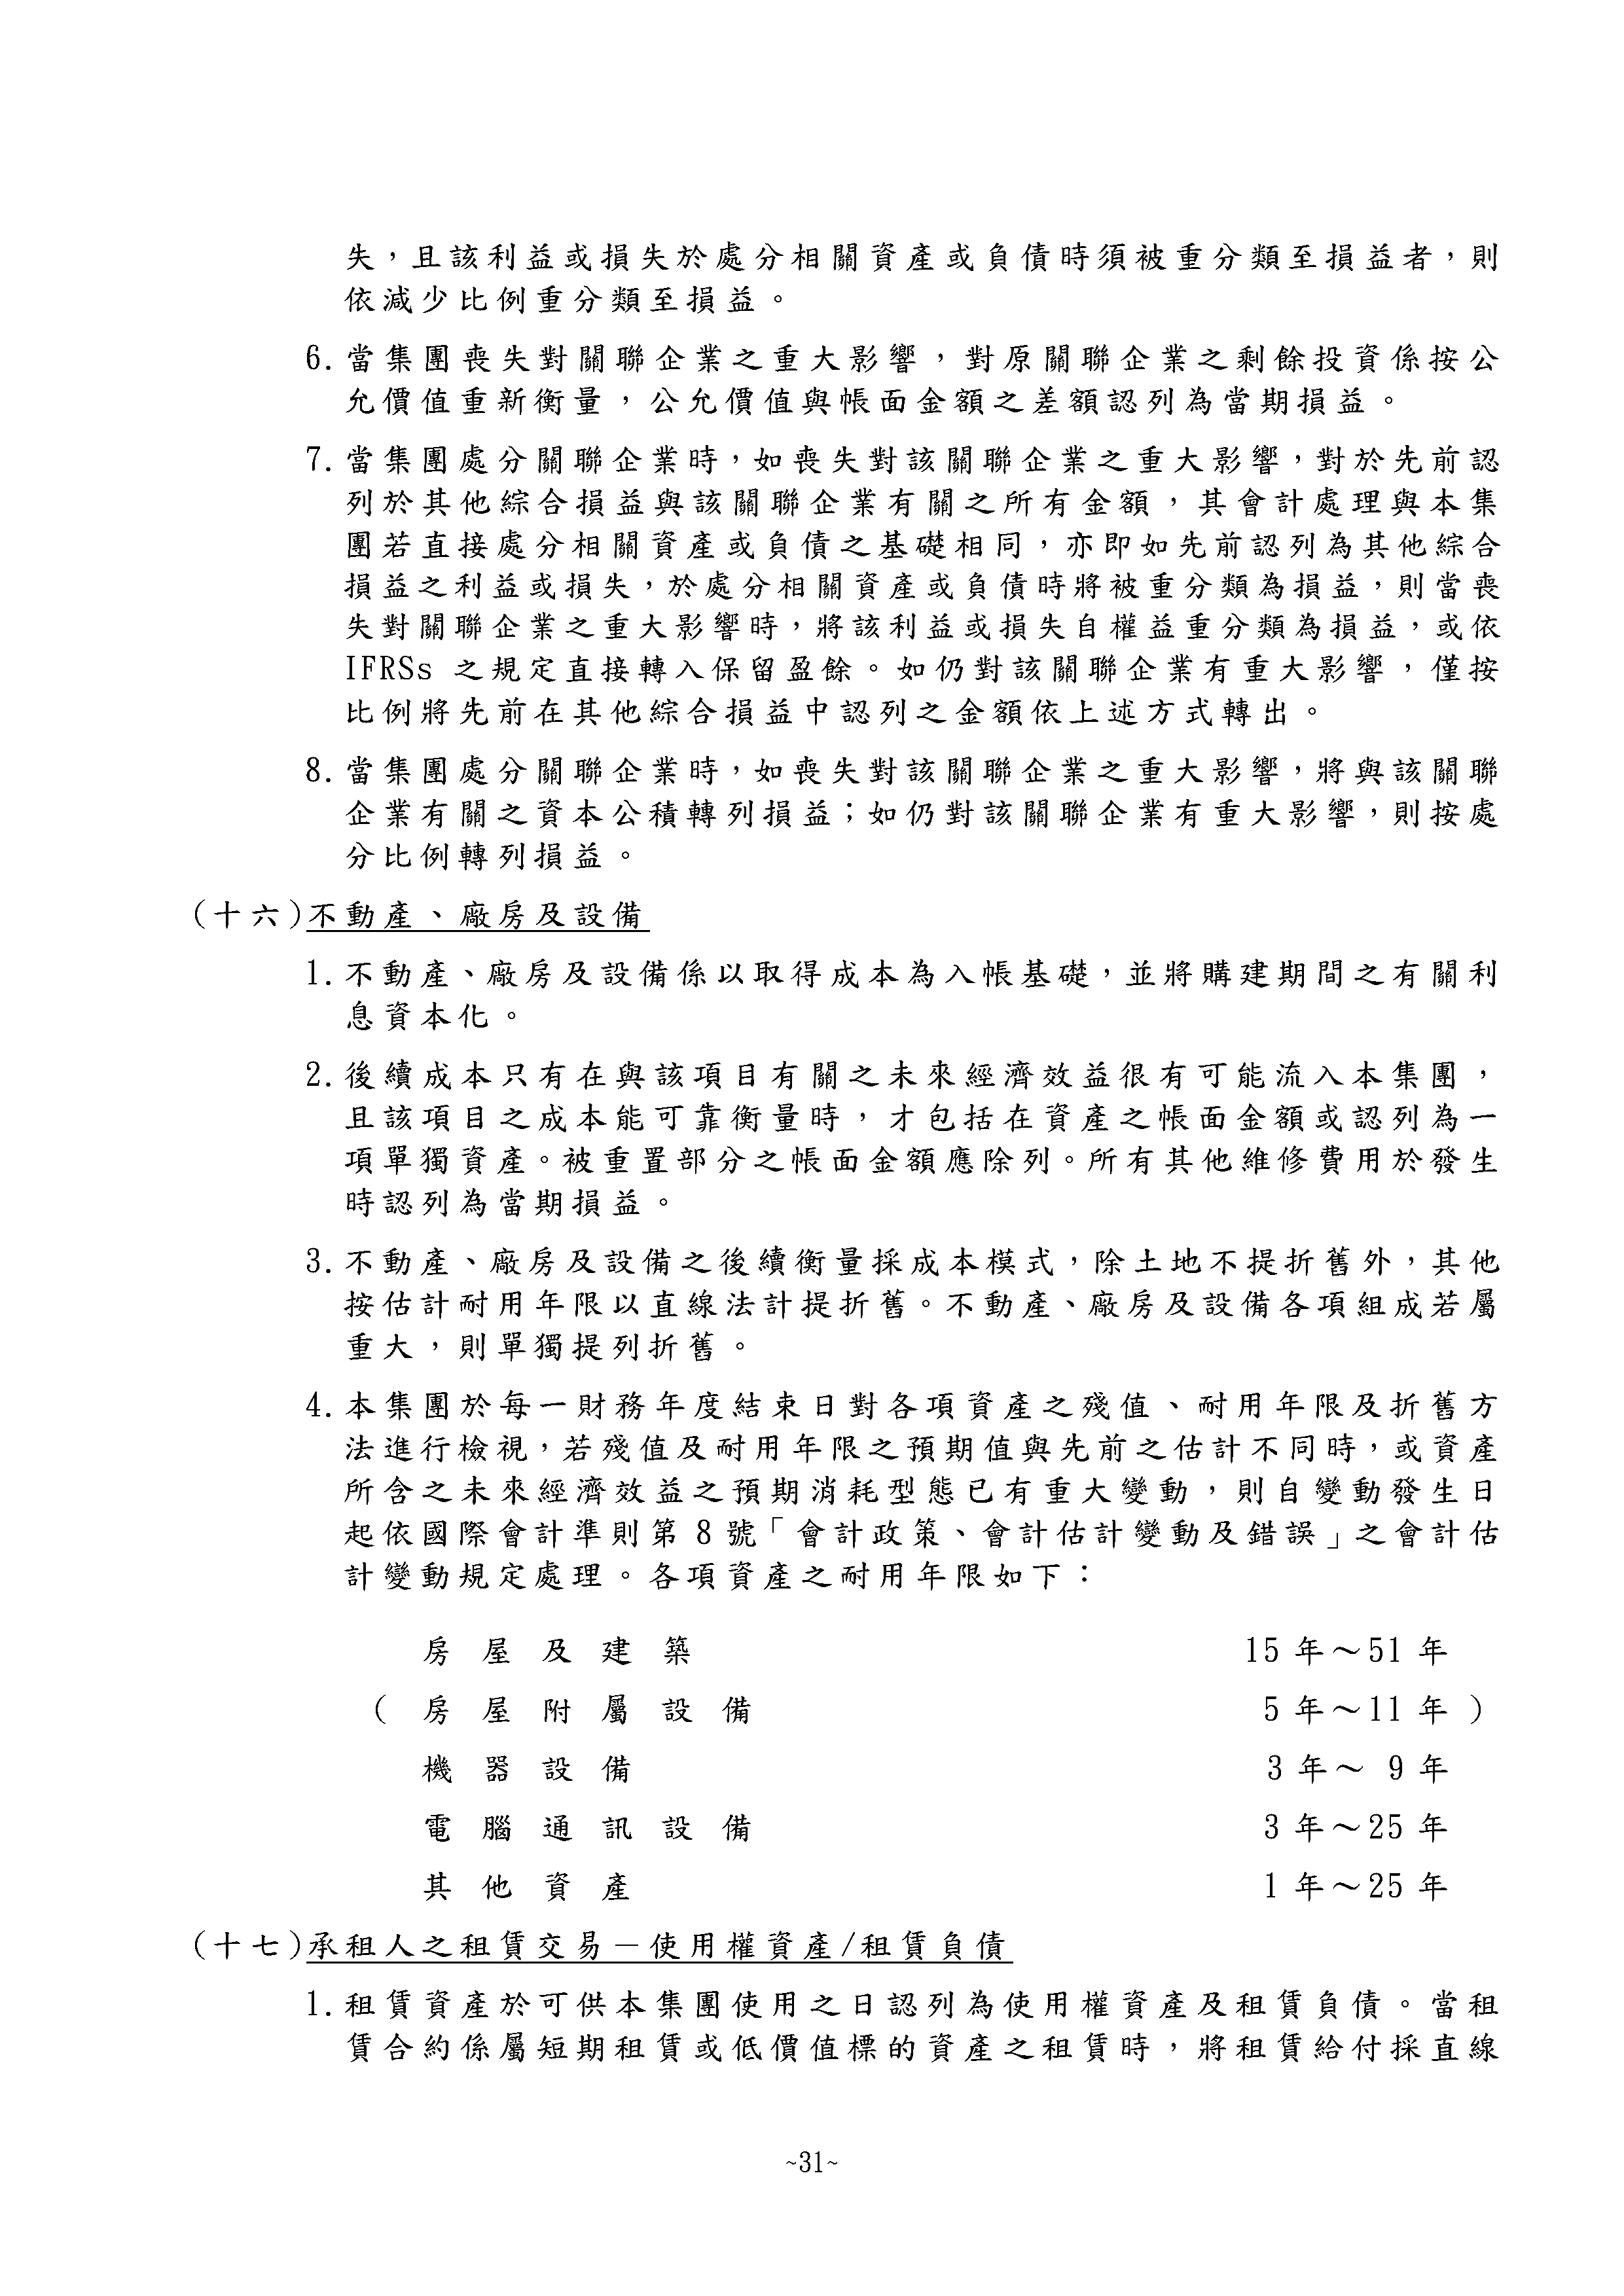 失，且該利益或損失於處分相關資產或負債時須被重分類至損益者，則
依減少比例重分類至損益。
6.當集團喪失對關聯企業之重大影響，對原關聯企業之剩餘投資係按公
允價值重新衡量，公允價值與帳面金額之差額認列為當期損益。
7.當集團處分關聯企業時，如喪失對該關聯企業之重大影響，對於先前認
列於其他綜合損益與該關聯企業有關之所有金額，其會計處理與本集
團若直接處分相關資產或負債之基礎相同，亦即如先前認列為其他綜合
損益之利益或損失，於處分相關資產或負債時將被重分類為損益，則當喪
失對關聯企業之重大影響時，將該利益或損失自權益重分類為損益，或依
IFRSs 之規定直接轉入保留盈餘。如仍對該關聯企業有重大影響，僅按
比例將先前在其他綜合損益中認列之金額依上述方式轉出。
8.當集團處分關聯企業時，如喪失對該關聯企業之重大影響，將與該關聯
企業有關之資本公積轉列損益；如仍對該關聯企業有重大影響，則按處
分比例轉列損益。
(十六)不動產、廠房及設備
1.不動產、廠房及設備係以取得成本為入帳基礎，並將購建期間之有關利
息資本化。
2.後續成本只有在與該項目有關之未來經濟效益很有可能流入本集團，
且該項目之成本能可靠衡量時，才包括在資產之帳面金額或認列為一
項單獨資產。被重置部分之帳面金額應除列。所有其他維修費用於發生
時認列為當期損益。
3.不動產、廠房及設備之後續衡量採成本模式，除土地不提折舊外，其他
按估計耐用年限以直線法計提折舊。不動產、廠房及設備各項組成若屬
重大，則單獨提列折舊。
4.本集團於每一財務年度結束日對各項資產之殘值、耐用年限及折舊方
法進行檢視，若殘值及耐用年限之預期值與先前之估計不同時，或資產
所含之未來經濟效益之預期消耗型態已有重大變動，則自變動發生日
起依國際會計準則第 8 號「會計政策、會計估計變動及錯誤」之會計估
計變動規定處理。各項資產之耐用年限如下：
房屋及建築 15 年～51 年
( 房屋附屬設備 5 年～11 年 )
機器設備 3 年～ 9 年
電腦通訊設備 3 年～25 年
其他資產 1 年～25 年
(十七)承租人之租賃交易－使用權資產/租賃負債
1.租賃資產於可供本集團使用之日認列為使用權資產及租賃負債。當租
賃合約係屬短期租賃或低價值標的資產之租賃時，將租賃給付採直線
~31~